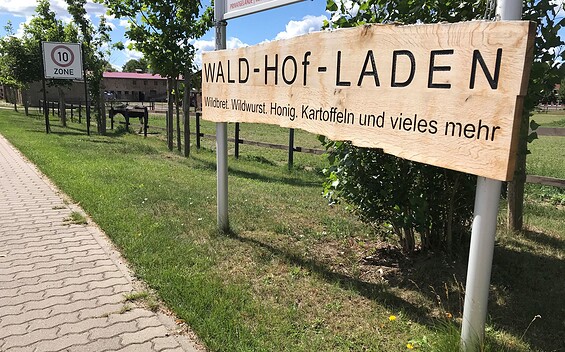 10
ZONE
WALD-Hof-LADEN
Wildbret. Wildwurst. Honig. Kartoffeln und vieles mehr